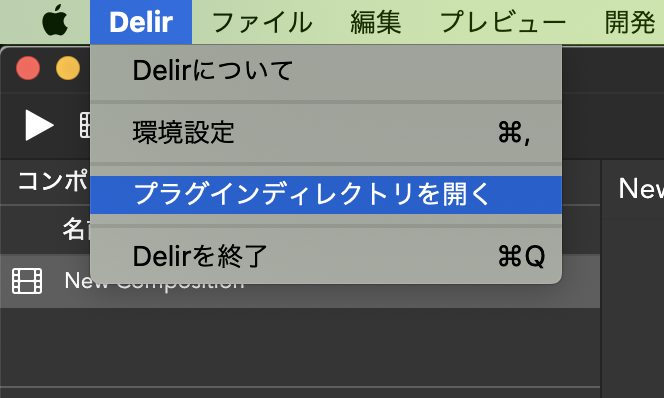 Delir ファイル 編集 プレビュー 開発
Delirについて
環境設定 ⌘,
コンポ
プラグインディレクトリを開く
New
名前
Delirを終了 ⌘Q
New Composition